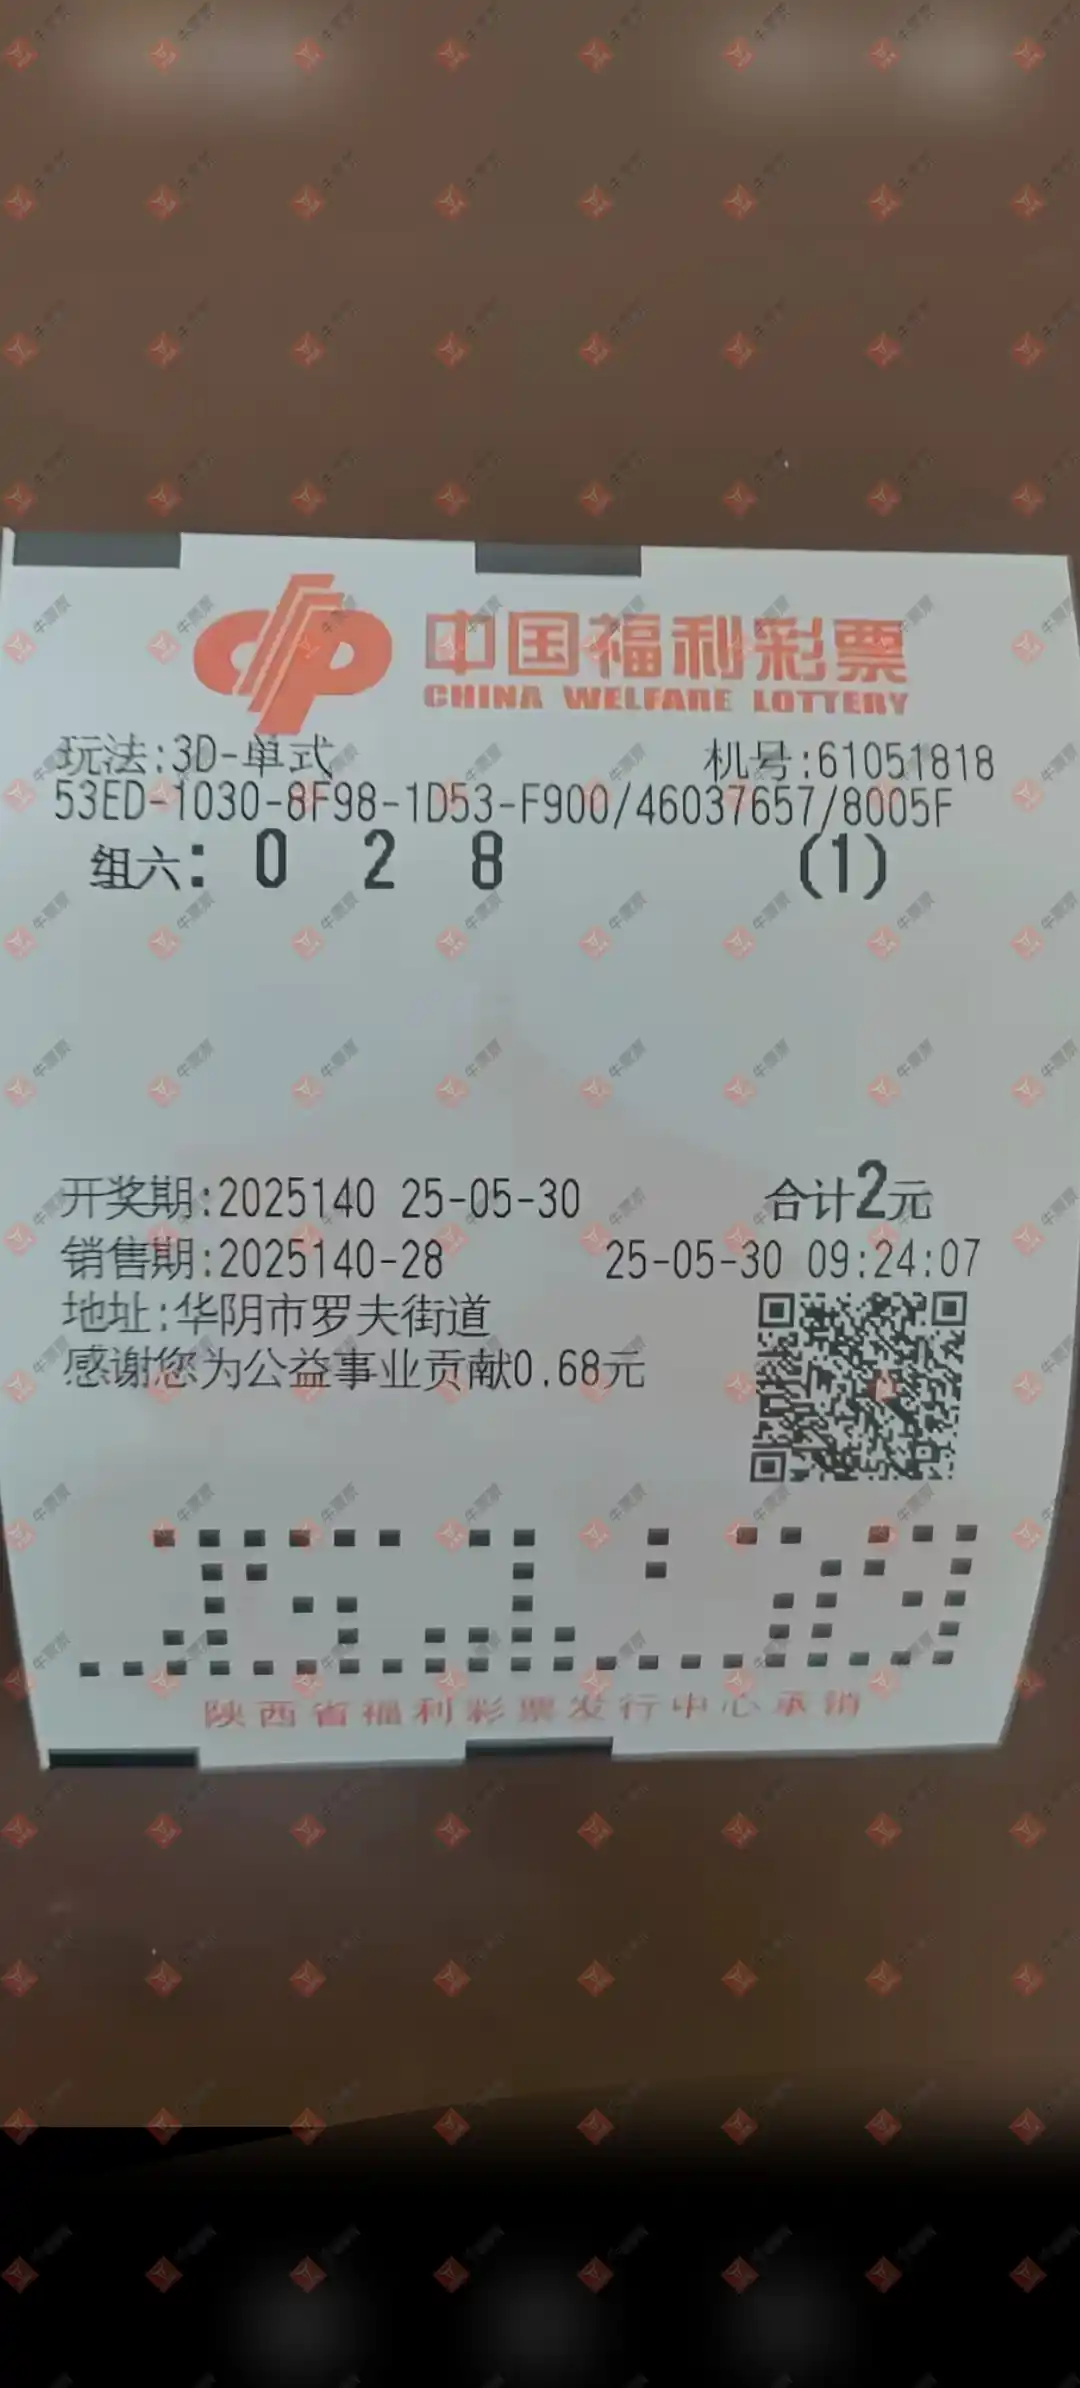 中国福利彩票
CHINA WELFARE LOTTERY
玩法:3D-单式 机号:61051818
53ED-1030-8F98-1D53-F900/46037657/8005F
组六: 0 2 8 (1)
开奖期:2025140 25-05-30 合计2元
销售期:2025140-28 25-05-30 09:24:07
地址:华阴市罗夫街道
感谢您为公益事业贡献0.68元
陕西省福利彩票发行中心承销